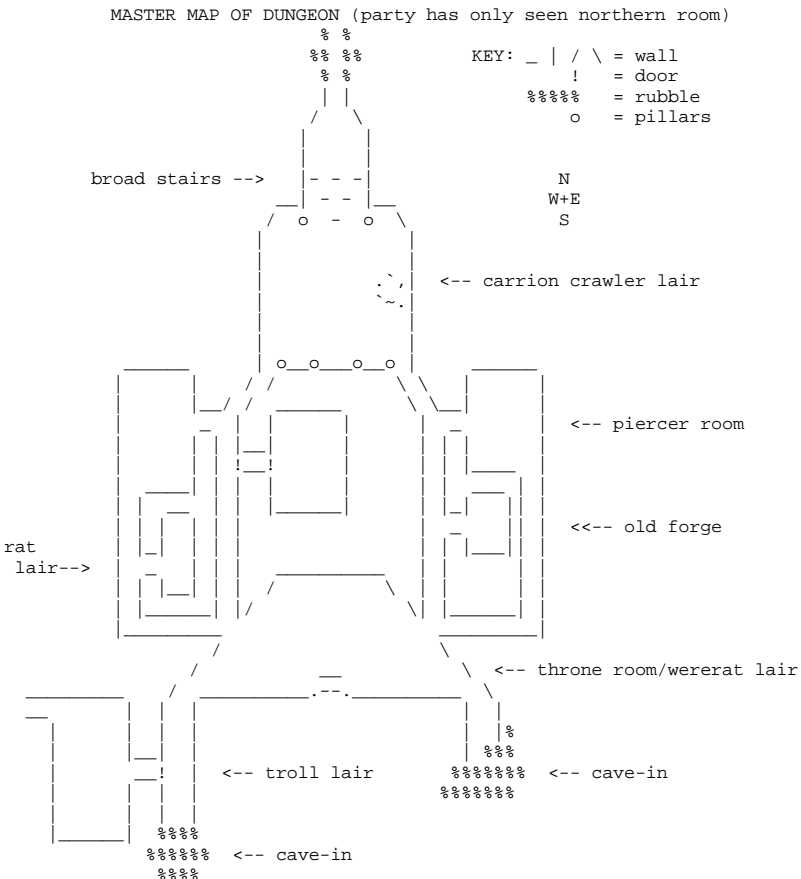 MASTER MAP OF DUNGEON (party has only seen northern room)
KEY: _ | / \ = wall
! = door
%%%%% = rubble
o = pillars
broad stairs -->
N
W+E
S
<-- carrion crawler lair
<-- piercer room
<<-- old forge
rat
lair-->
<-- throne room/wererat lair
<-- troll lair
<-- cave-in
<-- cave-in